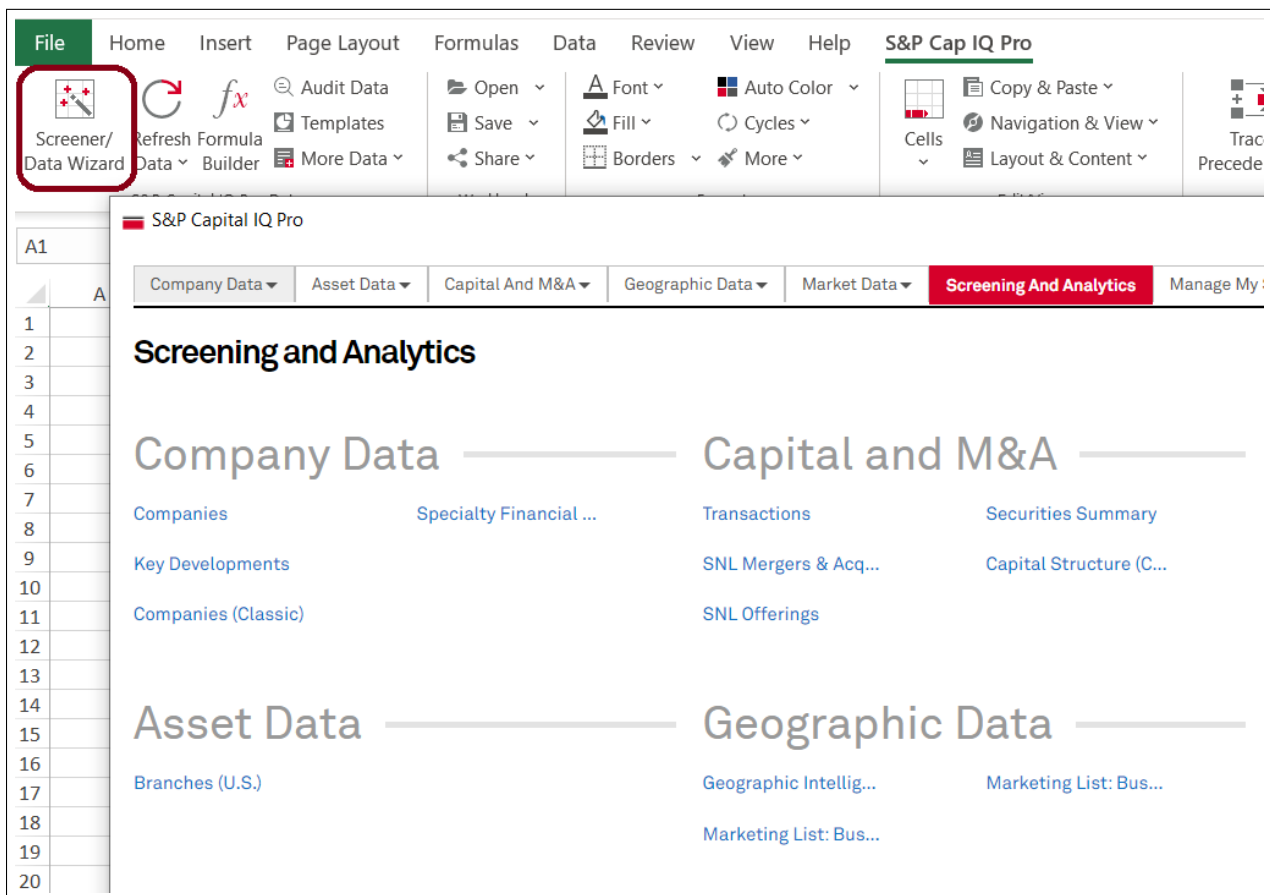 File Home Insert Page Layout Formulas Data Review View Help S&P Cap IQ Pro
Screener/
Data Wizard
Refresh
Data
fx
Formula
Builder
Audit Data
Templates
More Data
Open
Save
Share
A Font
Fill
Borders
Auto Color
Cycles
More
Cells
Copy & Paste
Navigation & View
Layout & Content
Trac
Precede
S&P Capital IQ Pro
A1
Company Data Asset Data Capital And M&A Geographic Data Market Data Screening And Analytics Manage My
A
1
2
3
4
5
6
7
8
9
10
11
12
13
14
15
16
17
18
19
20
Screening and Analytics
Company Data
Companies Specialty Financial ...
Key Developments
Companies (Classic)
Capital and M&A
Transactions Securities Summary
SNL Mergers & Acq... Capital Structure (C...
SNL Offerings
Asset Data
Branches (U.S.)
Geographic Data
Geographic Intellig... Marketing List: Bus...
Marketing List: Bus...